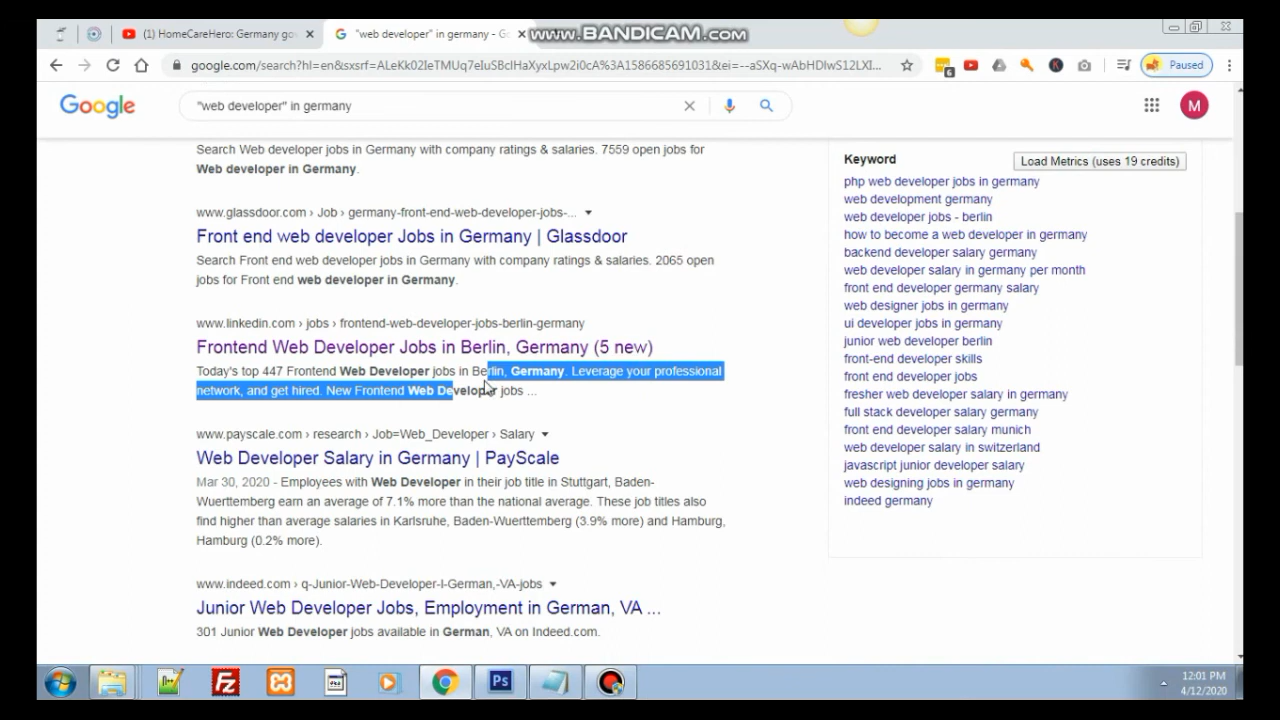 (1) HomeCareHero: Germany go
"web developer" in germany - G
www.BANDICAM.com
google.com/search?hl=en&sxsrf=ALeKk02IeTMUq7eIuSBcIHaXyxLpw2i0cA%3A1586685691031&ei=--aSXq-wAbHDlwS12LXI...
6
Paused
Google
"web developer" in germany
M
Search Web developer jobs in Germany with company ratings & salaries. 7559 open jobs for
Web developer in Germany.
www.glassdoor.com › Job › germany-front-end-web-developer-jobs-...
Front end web developer Jobs in Germany | Glassdoor
Search Front end web developer jobs in Germany with company ratings & salaries. 2065 open
jobs for Front end web developer in Germany.
www.linkedin.com › jobs › frontend-web-developer-jobs-berlin-germany
Frontend Web Developer Jobs in Berlin, Germany (5 new)
Today's top 447 Frontend Web Developer jobs in Berlin, Germany. Leverage your professional
network, and get hired. New Frontend Web Developer jobs ...
www.payscale.com › research › Job=Web_Developer › Salary
Web Developer Salary in Germany | PayScale
Mar 30, 2020 - Employees with Web Developer in their job title in Stuttgart, Baden-
Wuerttemberg earn an average of 7.1% more than the national average. These job titles also
find higher than average salaries in Karlsruhe, Baden-Wuerttemberg (3.9% more) and Hamburg,
Hamburg (0.2% more).
www.indeed.com › q-Junior-Web-Developer-l-German,-VA-jobs
Junior Web Developer Jobs, Employment in German, VA ...
301 Junior Web Developer jobs available in German, VA on Indeed.com.
Keyword
Load Metrics (uses 19 credits)
php web developer jobs in germany
web development germany
web developer jobs - berlin
how to become a web developer in germany
backend developer salary germany
web developer salary in germany per month
front end developer germany salary
web designer jobs in germany
ui developer jobs in germany
junior web developer berlin
front-end developer skills
front end developer jobs
fresher web developer salary in germany
full stack developer salary germany
front end developer salary munich
web developer salary in switzerland
javascript junior developer salary
web designing jobs in germany
indeed germany
Fz
Ps
12:01 PM
4/12/2020